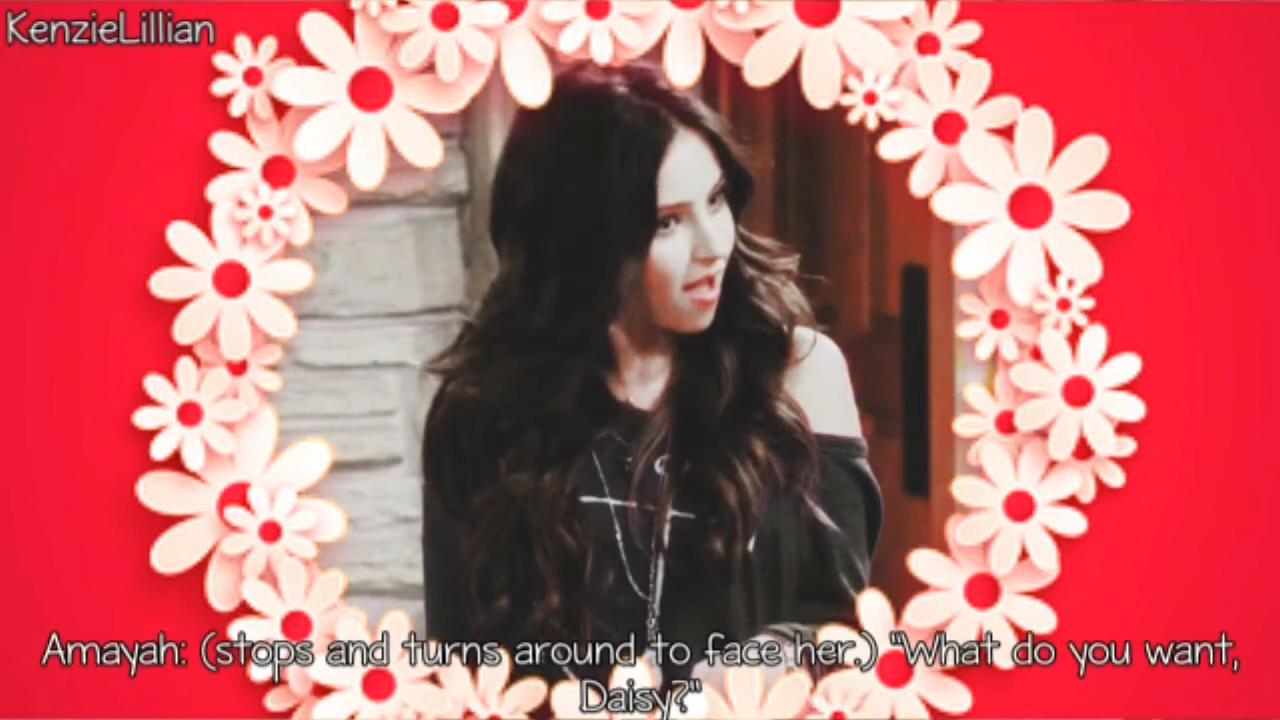 KenzieLillian
Amayah: (stops and turns around to face her.) "What do you want,
Daisy?"